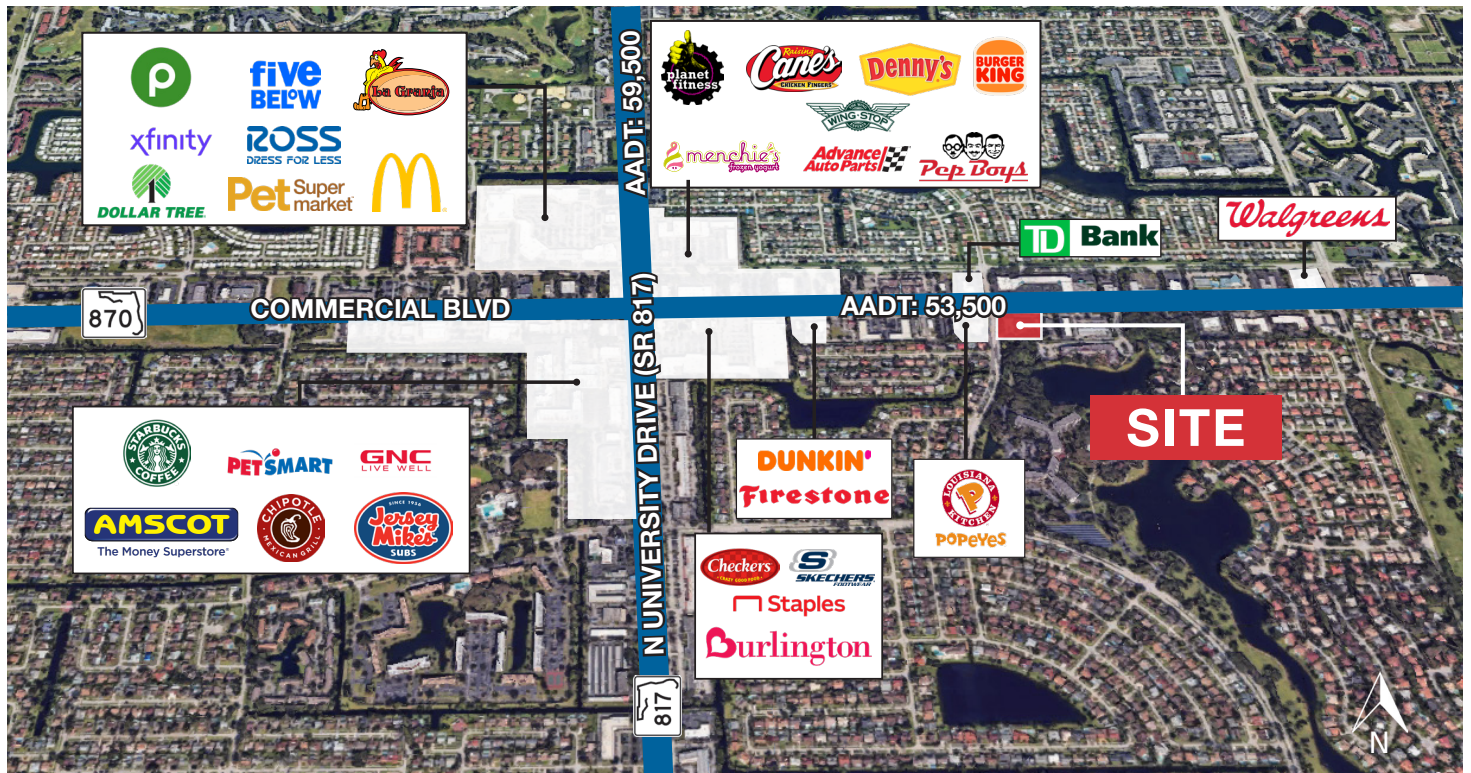 P
five
BELOW
La Granja
xfinity
ROSS
DRESS FOR LESS
DOLLAR TREE
Pet Super
market
M
AADT: 59,500
planet
fitness
Raising
Cane's
CHICKEN FINGERS
Denny's
BURGER
KING
WING·STOP
menchie's
frozen yogurt
Advance
Auto Parts
Pep Boys
TD Bank
Walgreens
870
COMMERCIAL BLVD
AADT: 53,500
N UNIVERSITY DRIVE (SR 817)
SITE
STARBUCKS
COFFEE
PETSMART
GNC
LIVE WELL
AMSCOT
The Money Superstore®
CHIPOTLE
MEXICAN GRILL
SINCE 1956
Jersey
Mike's
SUBS
DUNKIN'
Firestone
LOUISIANA
KITCHEN
POPEYES
Checkers
CRAZY GOOD FOOD
S
SKECHERS
FOOTWEAR
Staples
Burlington
817
N